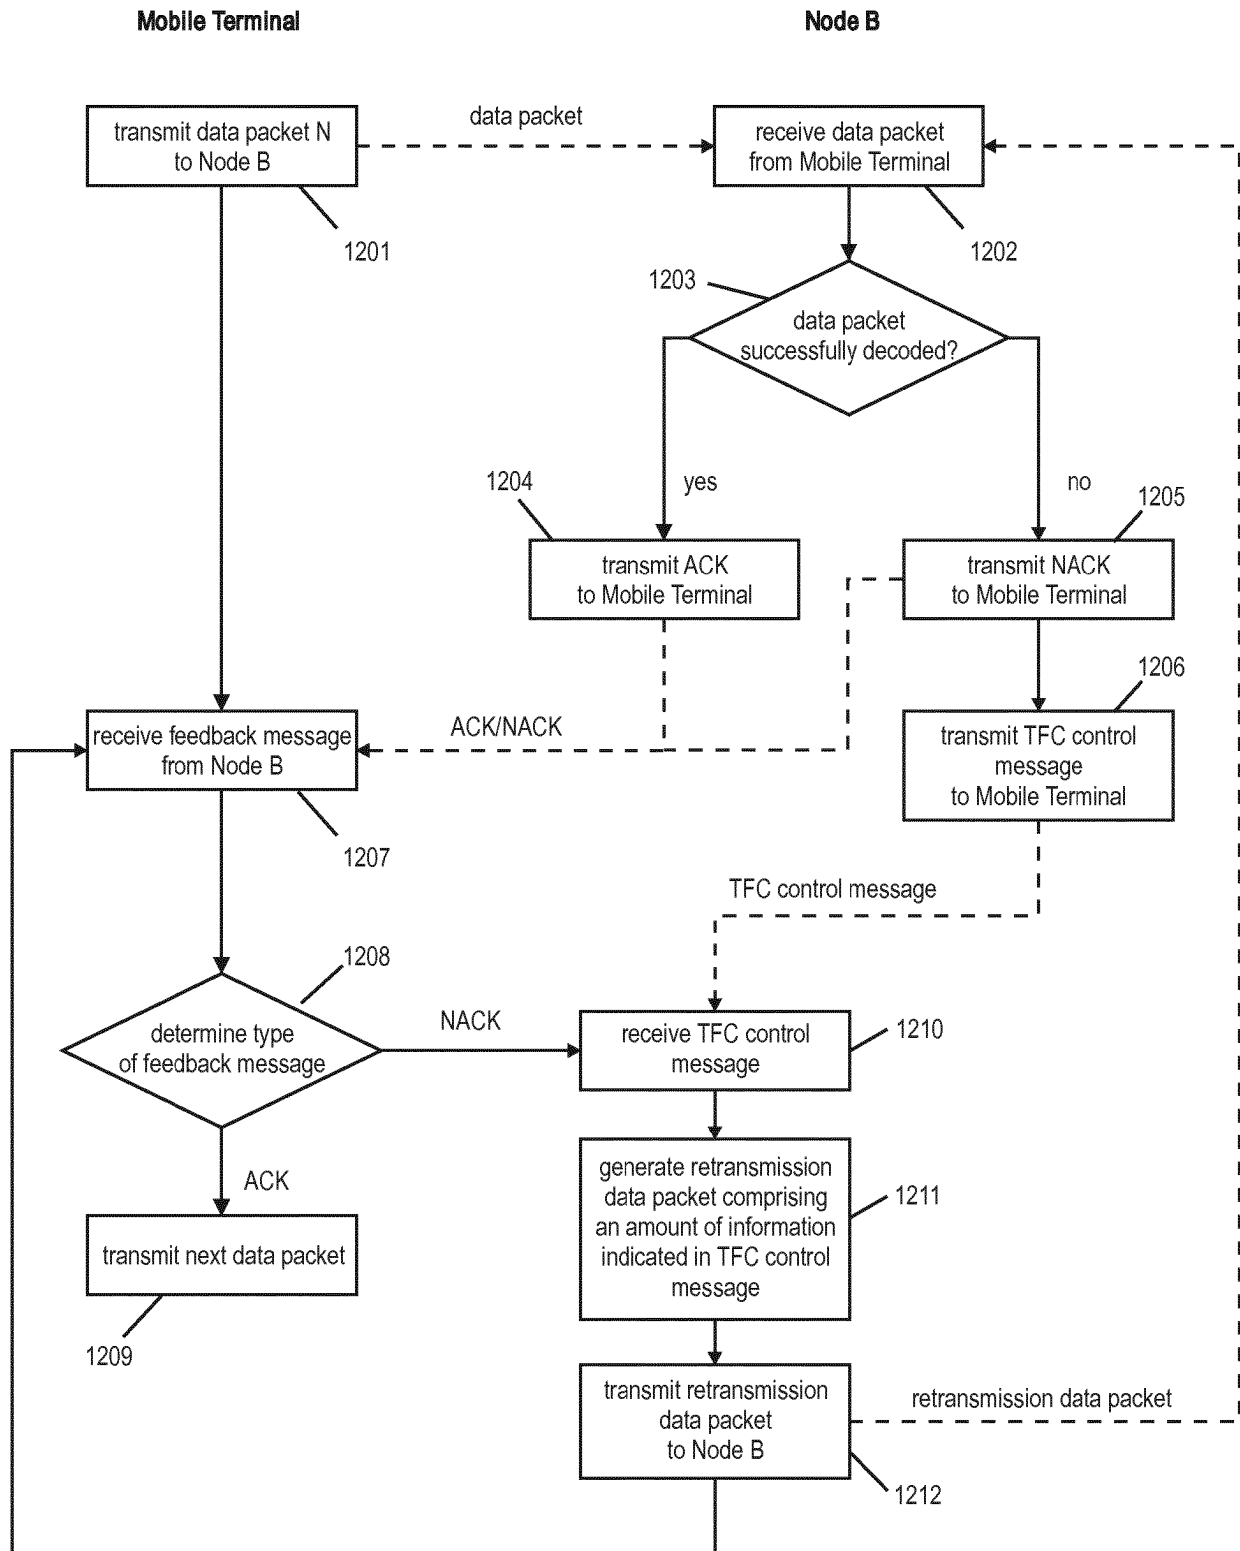 Mobile Terminal
Node B
transmit data packet N
to Node B
data packet
receive data packet
from Mobile Terminal
1201
1202
1203
data packet
successfully decoded?
1204
yes
no
1205
transmit ACK
to Mobile Terminal
transmit NACK
to Mobile Terminal
1206
receive feedback message
from Node B
ACK/NACK
transmit TFC control
message
to Mobile Terminal
1207
TFC control message
1208
determine type
of feedback message
NACK
receive TFC control
message
1210
ACK
generate retransmission
data packet comprising
an amount of information
indicated in TFC control
message
1211
transmit next data packet
1209
transmit retransmission
data packet
to Node B
retransmission data packet
1212